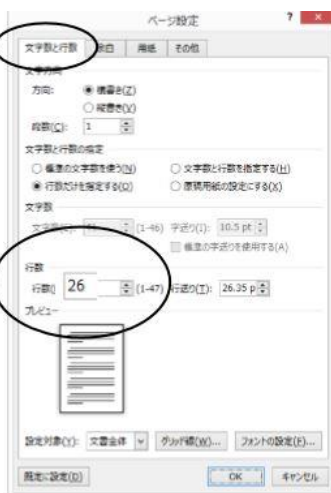 ページ設定 ? ×
文字数と行数 余白 用紙 その他
文字方向
方向: 横書き(Z)
縦書き(V)
段数(C): 1
文字数と行数の指定
標準の文字数を使う(N) 文字数と行数を指定する(H)
行数だけを指定する(O) 原稿用紙の設定にする(X)
文字数
(1-46) 字送り(I): 10.5 pt
標準の字送りを使用する(A)
行数
行数( 26 (1-47) 行送り(T): 26.35 p
プレビュー
設定対象(Y): 文書全体 グリッド線(W)... フォントの設定(F)...
既定に設定(D) OK キャンセル